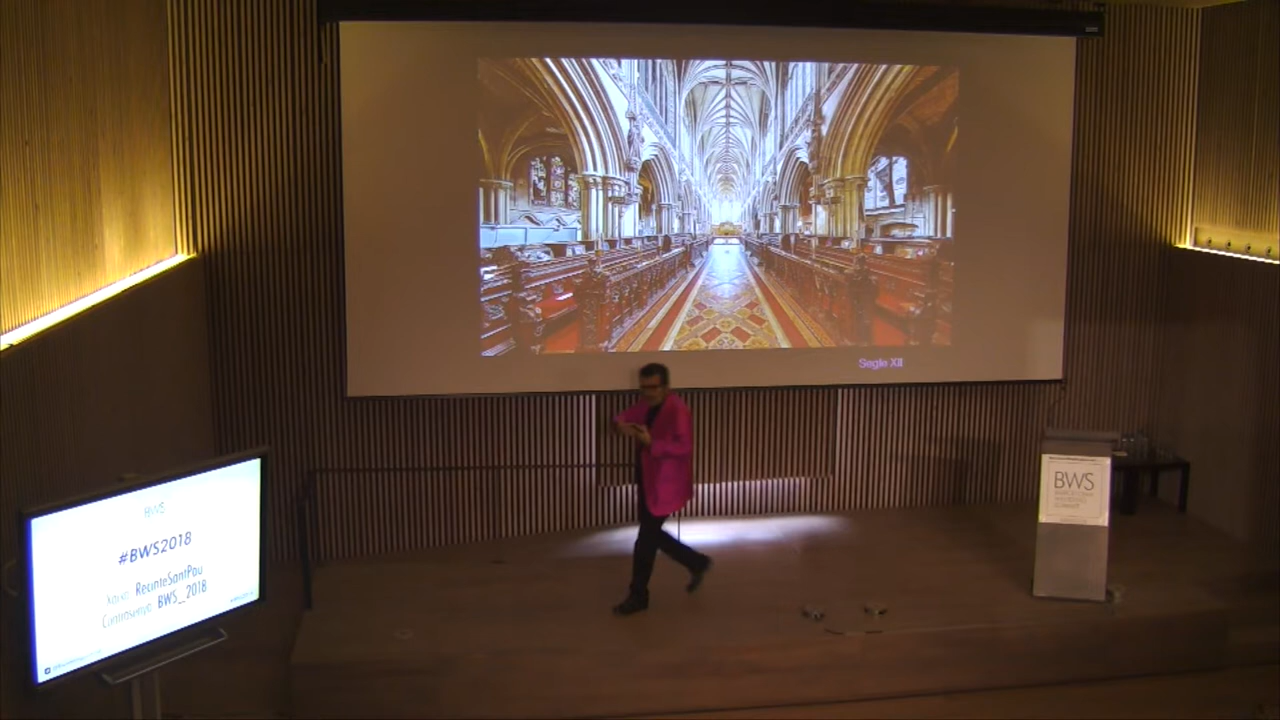 Segle XII
BWS
#BWS2018
Xarxa: RecinteSantPau
Contrasenya: BWS_2018
BWS